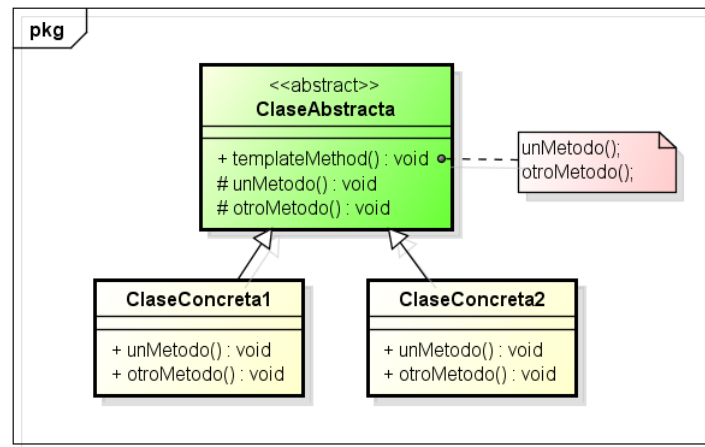 pkg
<<abstract>>
ClaseAbstracta
+ templateMethod() : void
# unMetodo() : void
# otroMetodo() : void
unMetodo();
otroMetodo();
ClaseConcreta1
+ unMetodo() : void
+ otroMetodo() : void
ClaseConcreta2
+ unMetodo() : void
+ otroMetodo() : void